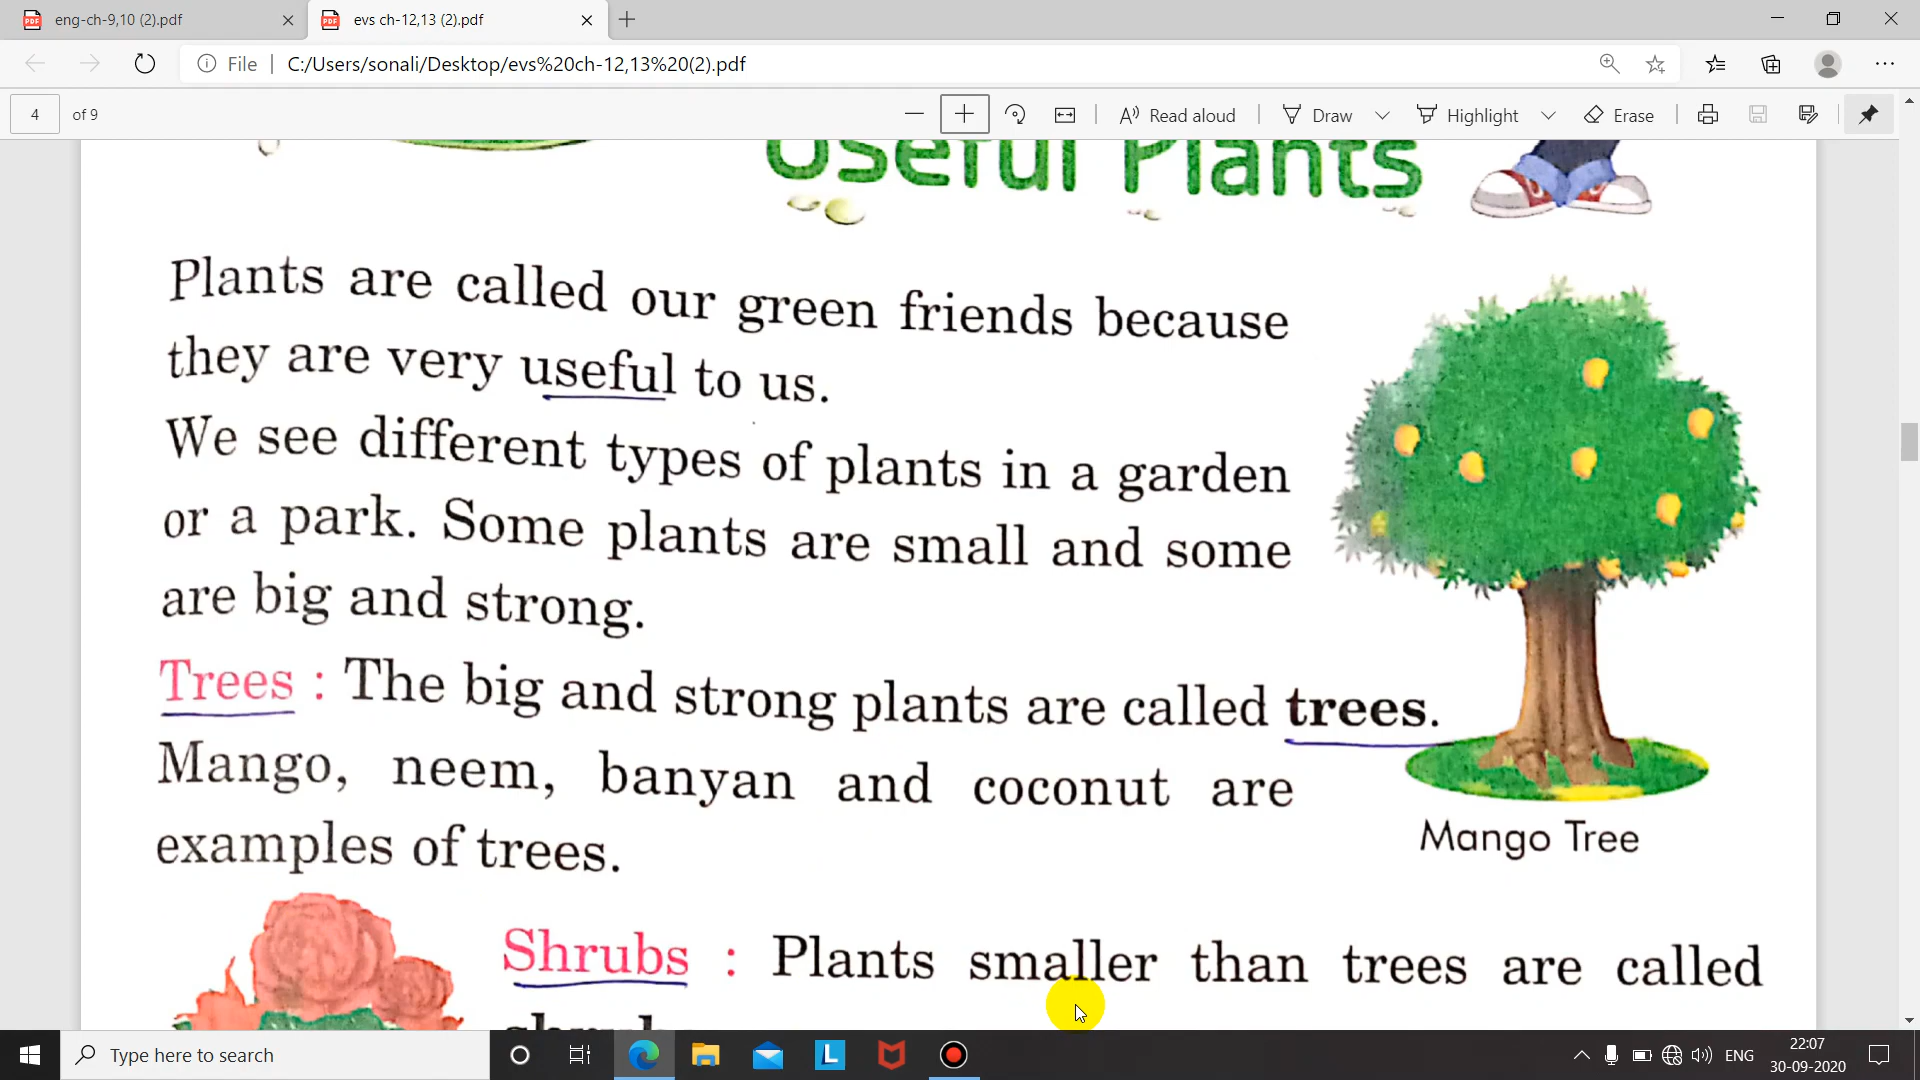 eng-ch-9,10 (2).pdf
evs ch-12,13 (2).pdf
File
C:/Users/sonali/Desktop/evs%20ch-12,13%20(2).pdf
4 of 9
Read aloud
Draw
Highlight
Erase
Useful Plants
Plants are called our green friends because
they are very useful to us.
We see different types of plants in a garden
or a park. Some plants are small and some
are big and strong.
Trees : The big and strong plants are called trees.
Mango, neem, banyan and coconut are
examples of trees.
Mango Tree
Shrubs : Plants smaller than trees are called
Type here to search
ENG
22:07
30-09-2020